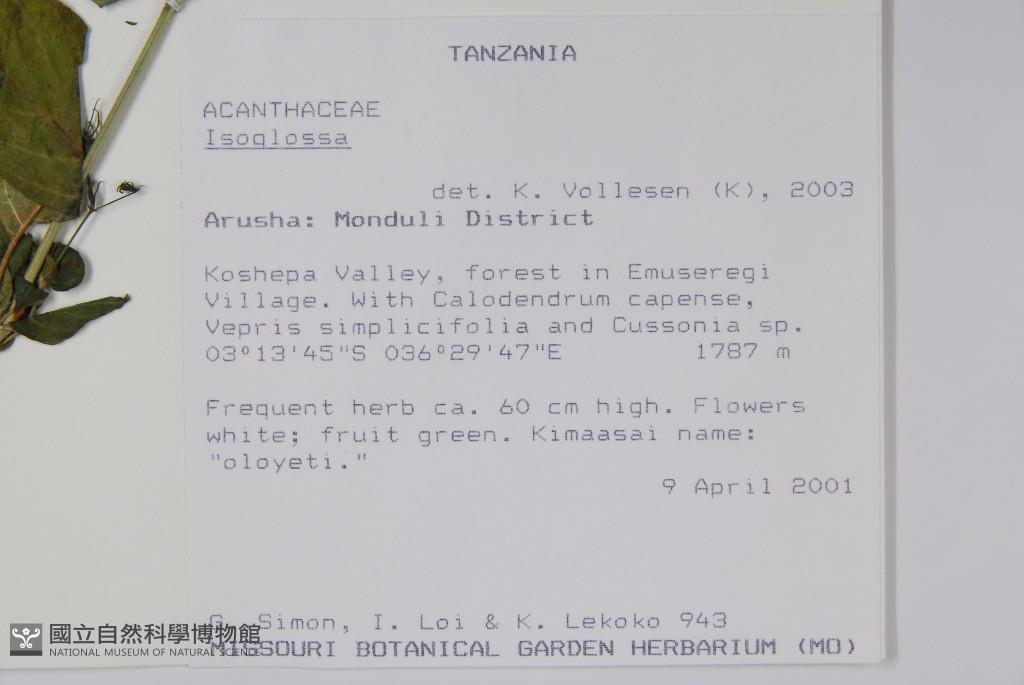 TANZANIA
ACANTHACEAE
Isoglossa
det. K. Vollesen (K), 2003
Arusha: Monduli District
Koshepa Valley, forest in Emuseregi
Village. With Calodendrum capense,
Vepris simplicifolia and Cussonia sp.
03°13'45"S 036°29'47"E 1787 m
Frequent herb ca. 60 cm high. Flowers
white; fruit green. Kimaasai name:
"oloyeti."
9 April 2001
G. Simon, I. Loi & K. Lekoko 943
MISSOURI BOTANICAL GARDEN HERBARIUM (MO)
國立自然科學博物館
NATIONAL MUSEUM OF NATURAL SCIENCE